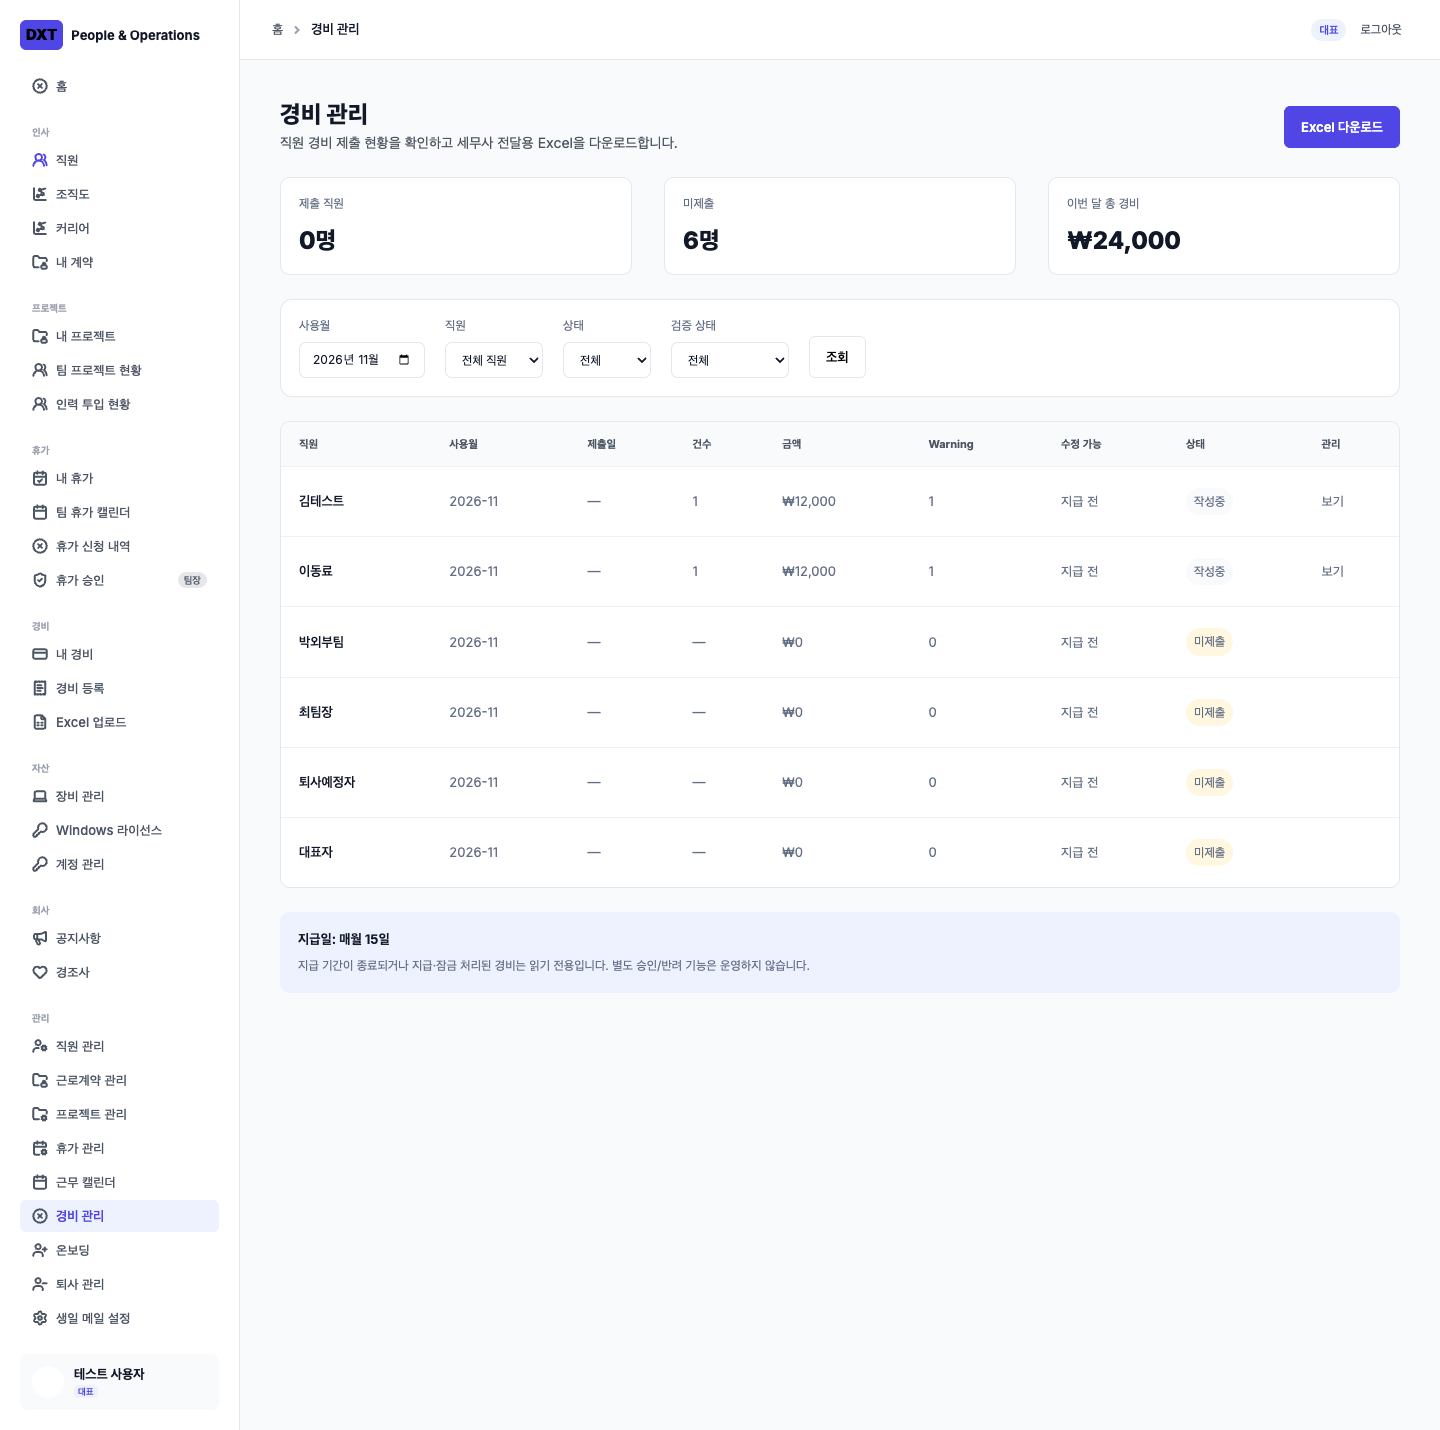 DXT People & Operations
홈
인사
직원
조직도
커리어
내 계약
프로젝트
내 프로젝트
팀 프로젝트 현황
인력 투입 현황
휴가
내 휴가
팀 휴가 캘린더
휴가 신청 내역
휴가 승인 팀장
경비
내 경비
경비 등록
Excel 업로드
자산
장비 관리
Windows 라이선스
계정 관리
회사
공지사항
경조사
관리
직원 관리
근로계약 관리
프로젝트 관리
휴가 관리
근무 캘린더
경비 관리
온보딩
퇴사 관리
생일 메일 설정
테스트 사용자
대표
홈 > 경비 관리
대표 로그아웃
경비 관리
직원 경비 제출 현황을 확인하고 세무사 전달용 Excel을 다운로드합니다.
Excel 다운로드
제출 직원
0명
미제출
6명
이번 달 총 경비
₩24,000
사용월 직원 상태 검증 상태
2026년 11월 전체 직원 전체 전체 조회
직원 사용월 제출일 건수 금액 Warning 수정 가능 상태 관리
김테스트 2026-11 — 1 ₩12,000 1 지급 전 작성중 보기
이동료 2026-11 — 1 ₩12,000 1 지급 전 작성중 보기
박외부팀 2026-11 — — ₩0 0 지급 전 미제출
최팀장 2026-11 — — ₩0 0 지급 전 미제출
퇴사예정자 2026-11 — — ₩0 0 지급 전 미제출
대표자 2026-11 — — ₩0 0 지급 전 미제출
지급일: 매월 15일
지급 기간이 종료되거나 지급·잠금 처리된 경비는 읽기 전용입니다. 별도 승인/반려 기능은 운영하지 않습니다.